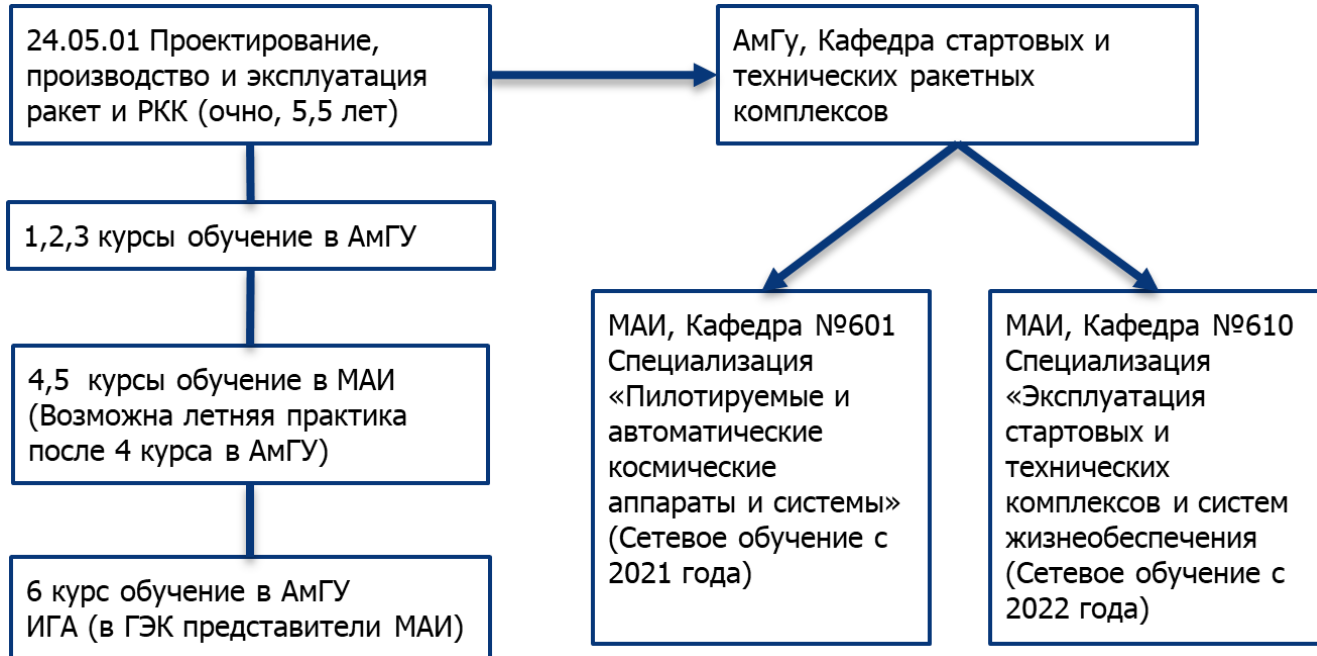 24.05.01 Проектирование,
производство и эксплуатация
ракет и РКК (очно, 5,5 лет)
АмГу, Кафедра стартовых и
технических ракетных
комплексов
1,2,3 курсы обучение в АмГУ
4,5 курсы обучение в МАИ
(Возможна летняя практика
после 4 курса в АмГУ)
6 курс обучение в АмГУ
ИГА (в ГЭК представители МАИ)
МАИ, Кафедра №601
Специализация
«Пилотируемые и
автоматические
космические
аппараты и системы»
(Сетевое обучение с
2021 года)
МАИ, Кафедра №610
Специализация
«Эксплуатация
стартовых и
технических
комплексов и систем
жизнеобеспечения
(Сетевое обучение с
2022 года)